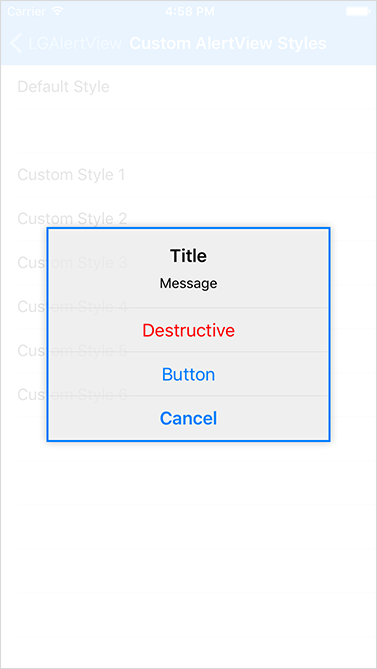 Carrier 4:58 PM
LGAlertView Custom AlertView Styles
Default Style
Custom Style 1
Custom Style 2
Custom Style 3
Custom Style 4
Custom Style 5
Custom Style 6
Title
Message
Destructive
Button
Cancel